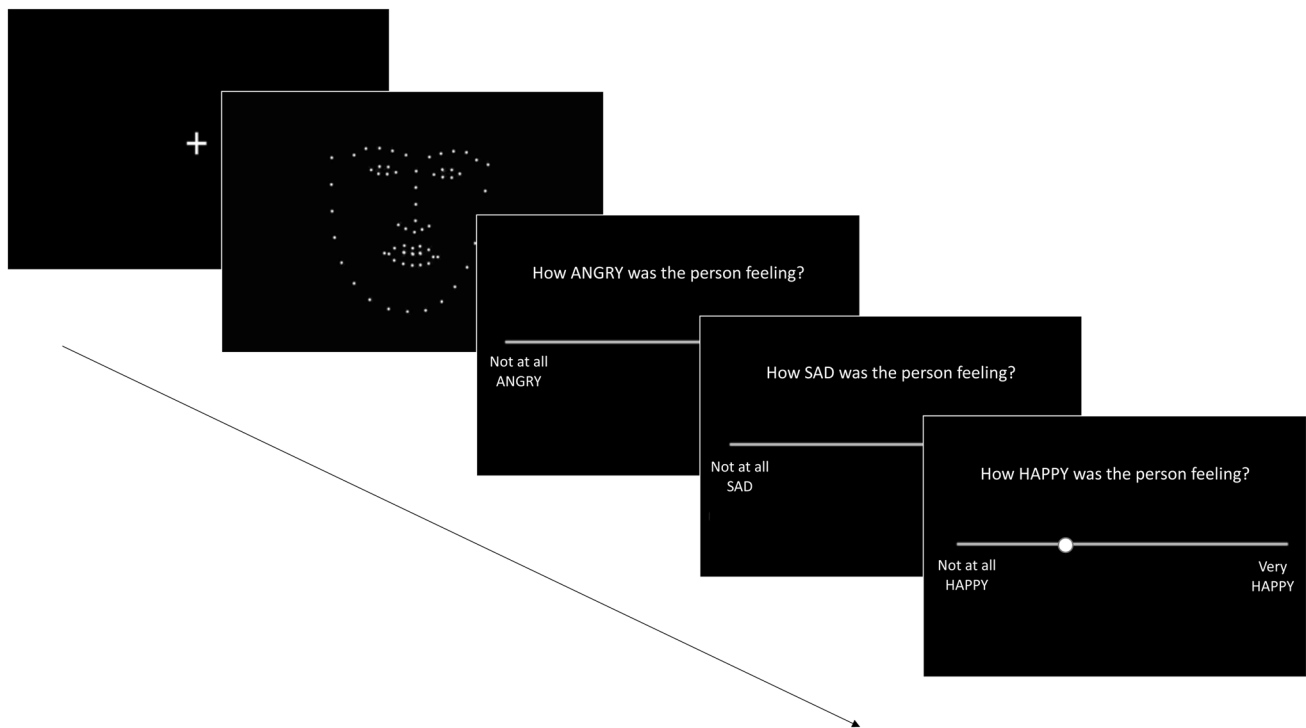 How ANGRY was the person feeling?
Not at all
ANGRY
How SAD was the person feeling?
Not at all
SAD
How HAPPY was the person feeling?
Not at all
HAPPY
Very
HAPPY